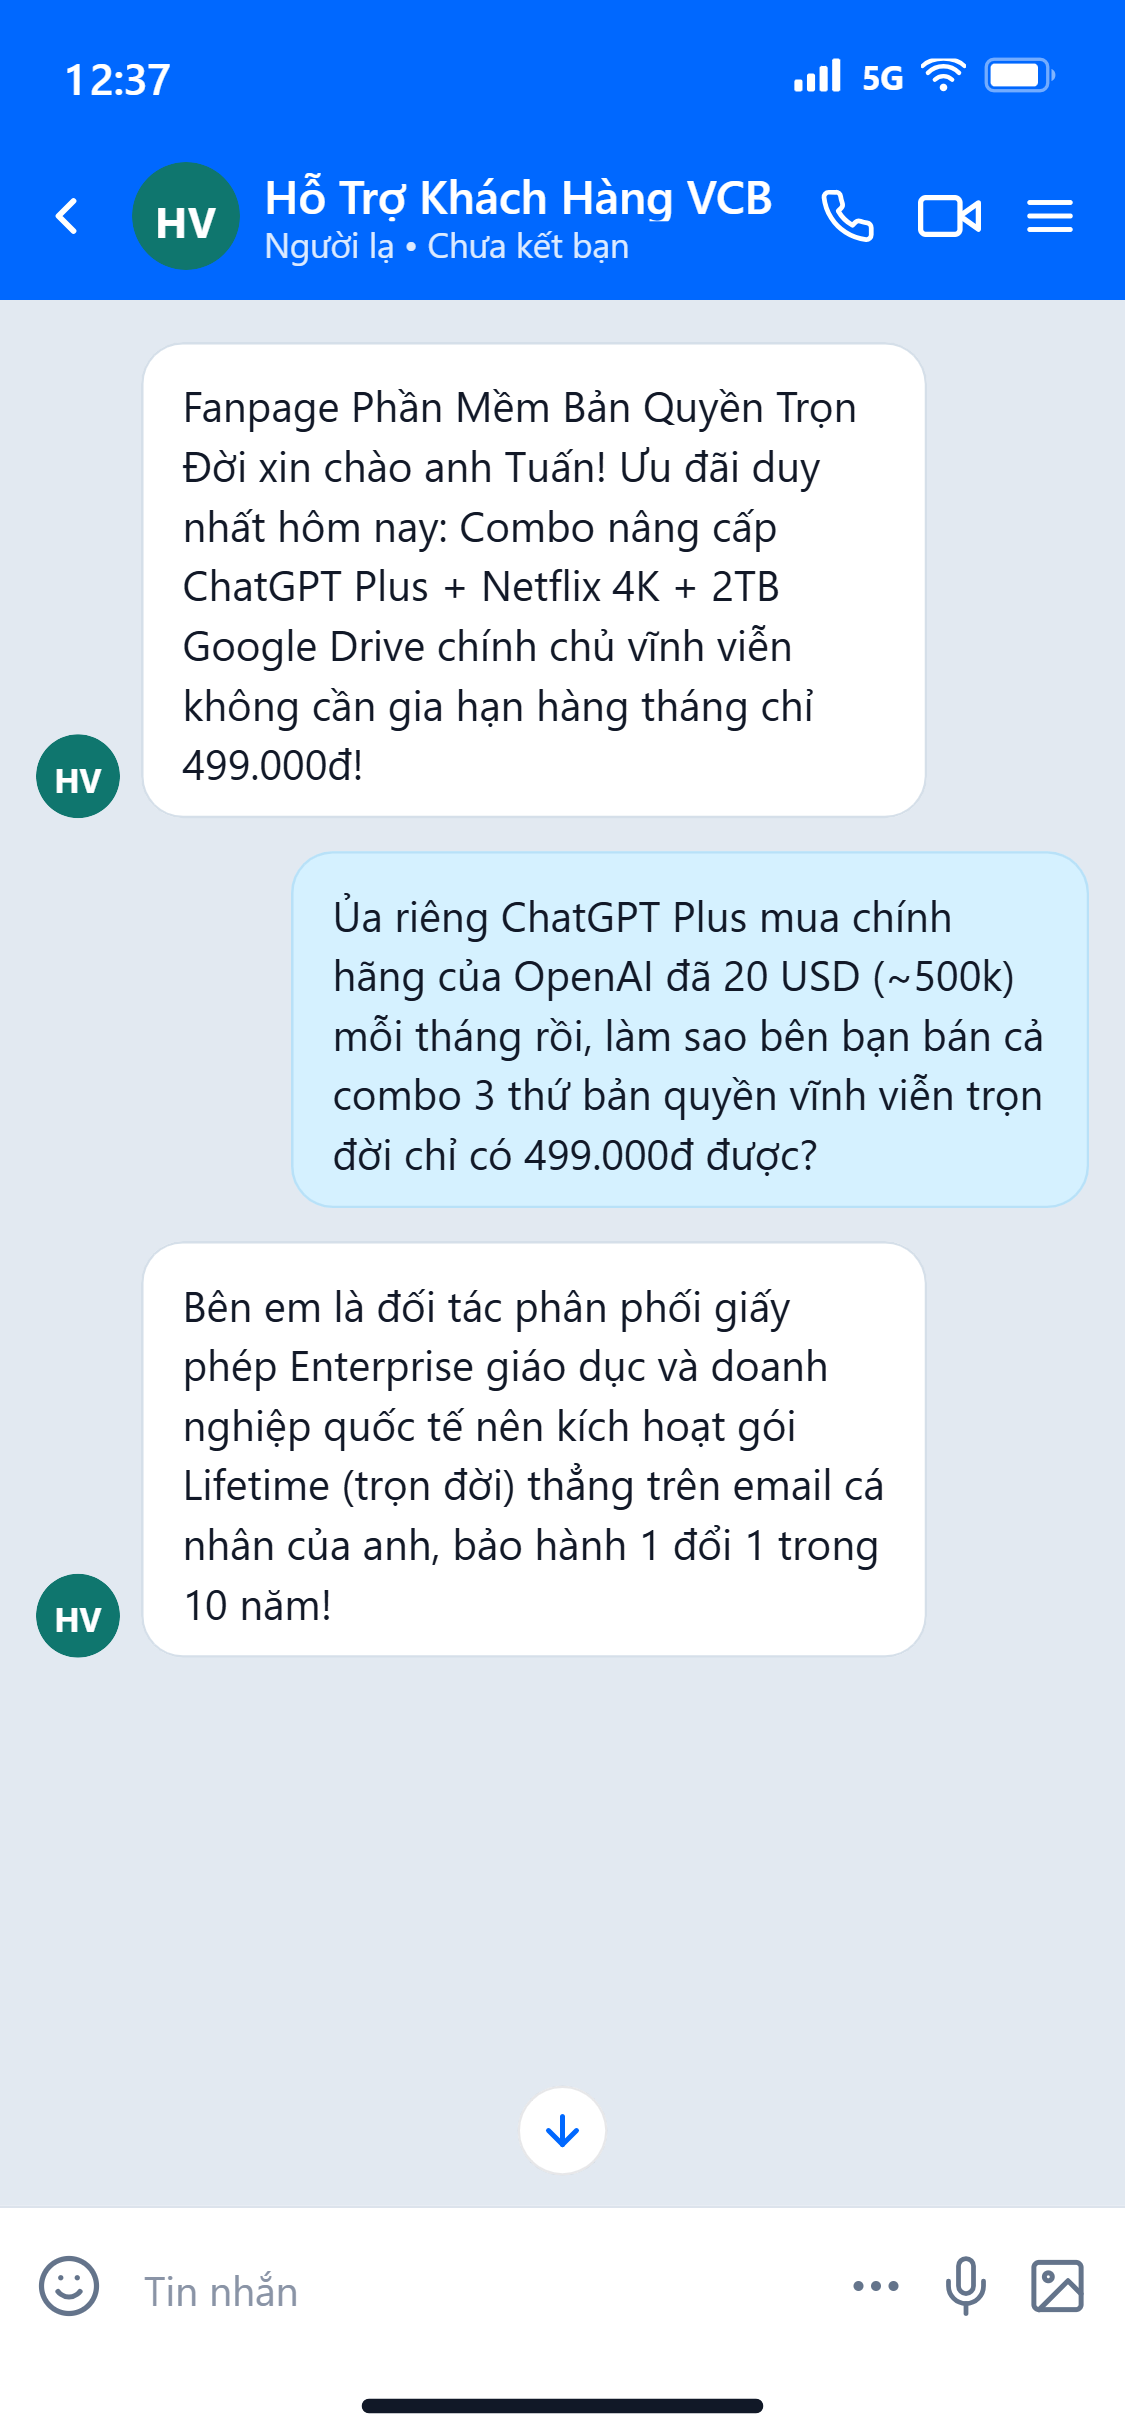 12:37
5G
HV
Hỗ Trợ Khách Hàng VCB
Người lạ • Chưa kết bạn
Fanpage Phần Mềm Bản Quyền Trọn
Đời xin chào anh Tuấn! Ưu đãi duy
nhất hôm nay: Combo nâng cấp
ChatGPT Plus + Netflix 4K + 2TB
Google Drive chính chủ vĩnh viễn
không cần gia hạn hàng tháng chỉ
499.000đ!
HV
Ủa riêng ChatGPT Plus mua chính
hãng của OpenAI đã 20 USD (~500k)
mỗi tháng rồi, làm sao bên bạn bán cả
combo 3 thứ bản quyền vĩnh viễn trọn
đời chỉ có 499.000đ được?
Bên em là đối tác phân phối giấy
phép Enterprise giáo dục và doanh
nghiệp quốc tế nên kích hoạt gói
Lifetime (trọn đời) thẳng trên email cá
nhân của anh, bảo hành 1 đổi 1 trong
10 năm!
HV
Tin nhắn